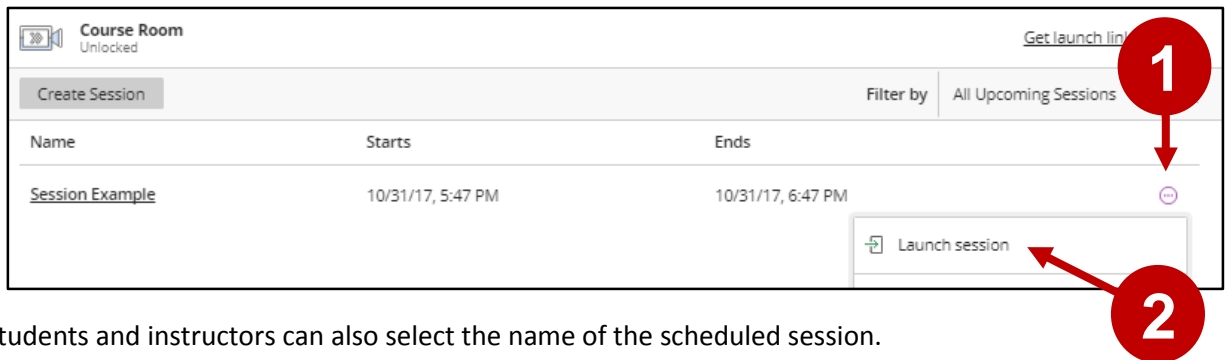 Course Room
Unlocked
Get launch
1
Create Session
Filter by
All Upcoming Sessions
Name
Starts
Ends
Session Example
10/31/17, 5:47 PM
10/31/17, 6:47 PM
Launch session
2
tudents and instructors can also select the name of the scheduled session.